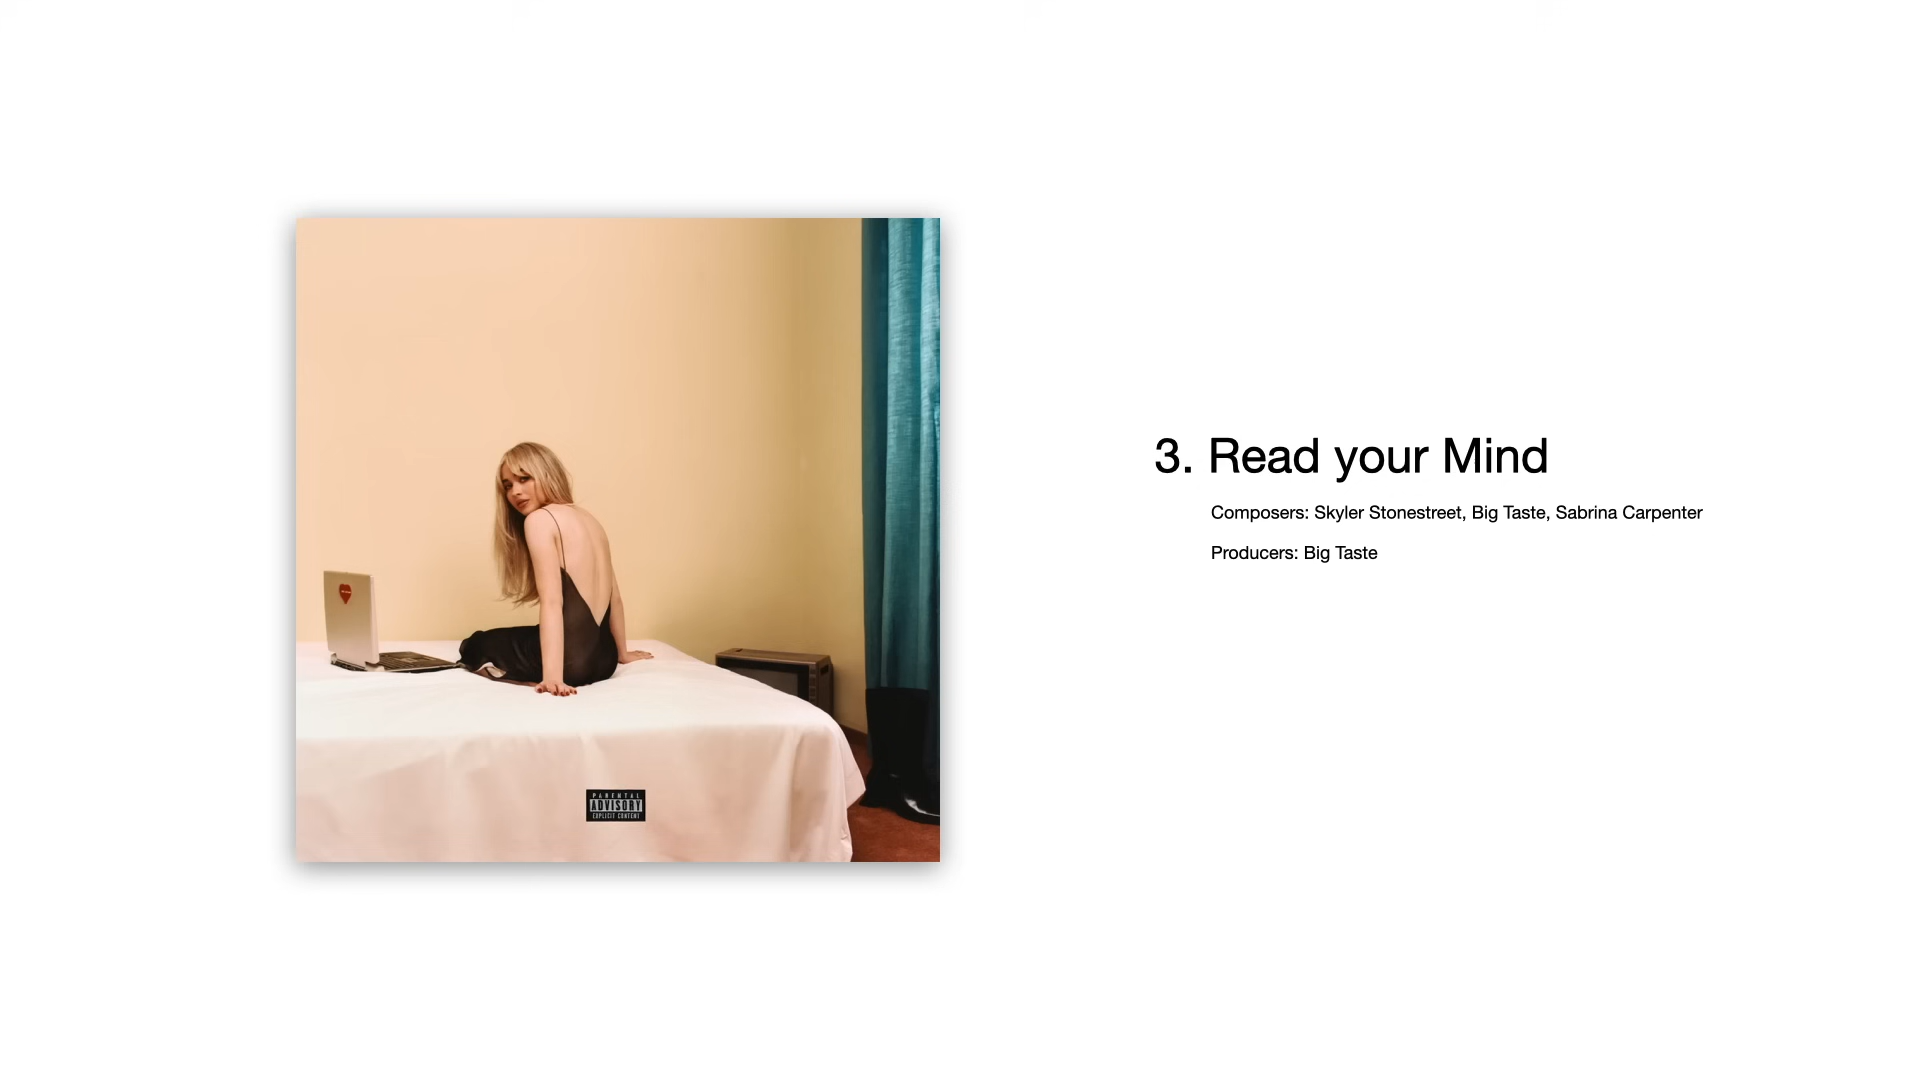 3. Read your Mind
Composers: Skyler Stonestreet, Big Taste, Sabrina Carpenter
Producers: Big Taste
PARENTAL
ADVISORY
EXPLICIT CONTENT